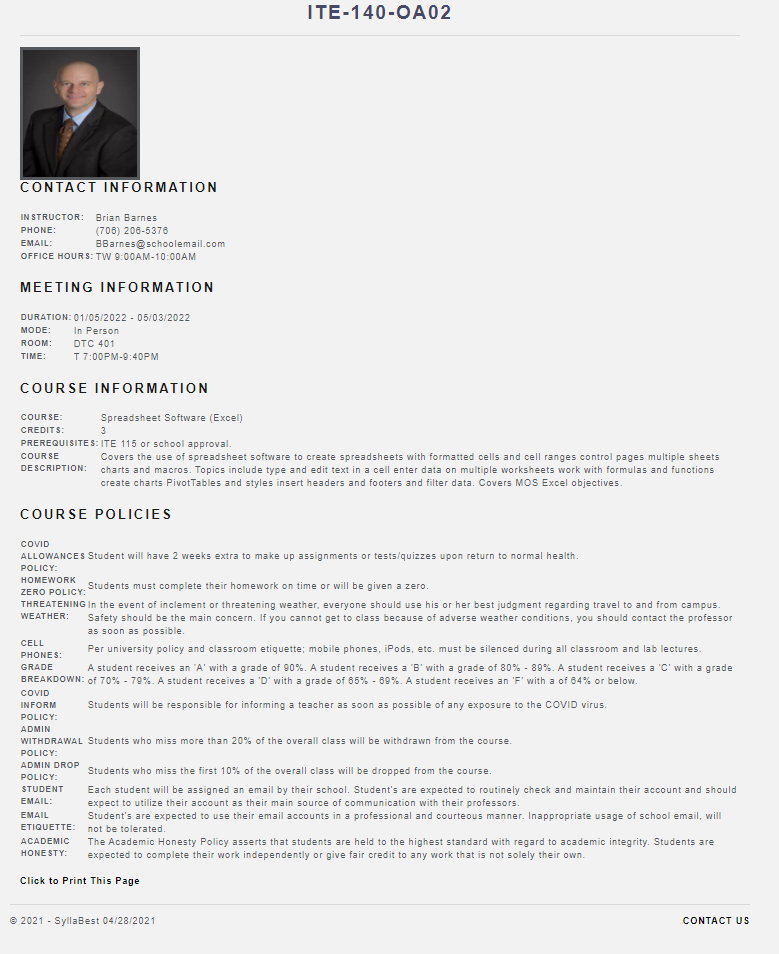 ITE-140-OA02
CONTACT INFORMATION
INSTRUCTOR: Brian Barnes
PHONE: (706) 206-5376
EMAIL: BBarnes@schoolemail.com
OFFICE HOURS: TW 9:00AM-10:00AM
MEETING INFORMATION
DURATION: 01/05/2022 - 05/03/2022
MODE: In Person
ROOM: DTC 401
TIME: T 7:00PM-9:40PM
COURSE INFORMATION
COURSE: Spreadsheet Software (Excel)
CREDITS: 3
PREREQUISITES: ITE 115 or school approval.
COURSE DESCRIPTION: Covers the use of spreadsheet software to create spreadsheets with formatted cells and cell ranges control pages multiple sheets
charts and macros. Topics include type and edit text in a cell enter data on multiple worksheets work with formulas and functions
create charts PivotTables and styles insert headers and footers and filter data. Covers MOS Excel objectives.
COURSE POLICIES
COVID
ALLOWANCES
POLICY:
Student will have 2 weeks extra to make up assignments or tests/quizzes upon return to normal health.
HOMEWORK
ZERO POLICY:
Students must complete their homework on time or will be given a zero.
THREATENING
WEATHER:
In the event of inclement or threatening weather, everyone should use his or her best judgment regarding travel to and from campus.
Safety should be the main concern. If you cannot get to class because of adverse weather conditions, you should contact the professor
as soon as possible.
CELL
PHONES:
Per university policy and classroom etiquette; mobile phones, iPods, etc. must be silenced during all classroom and lab lectures.
GRADE
BREAKDOWN:
A student receives an 'A' with a grade of 90%. A student receives a 'B' with a grade of 80% - 89%. A student receives a 'C' with a grade
of 70% - 79%. A student receives a 'D' with a grade of 65% - 69%. A student receives an 'F' with a of 64% or below.
COVID
INFORM
POLICY:
Students will be responsible for informing a teacher as soon as possible of any exposure to the COVID virus.
ADMIN
WITHDRAWAL
POLICY:
Students who miss more than 20% of the overall class will be withdrawn from the course.
ADMIN DROP
POLICY:
Students who miss the first 10% of the overall class will be dropped from the course.
STUDENT
EMAIL:
Each student will be assigned an email by their school. Student's are expected to routinely check and maintain their account and should
expect to utilize their account as their main source of communication with their professors.
EMAIL
ETIQUETTE:
Student's are expected to use their email accounts in a professional and courteous manner. Inappropriate usage of school email, will
not be tolerated.
ACADEMIC
HONESTY:
The Academic Honesty Policy asserts that students are held to the highest standard with regard to academic integrity. Students are
expected to complete their work independently or give fair credit to any work that is not solely their own.
Click to Print This Page
© 2021 - SyllaBest 04/28/2021
CONTACT US